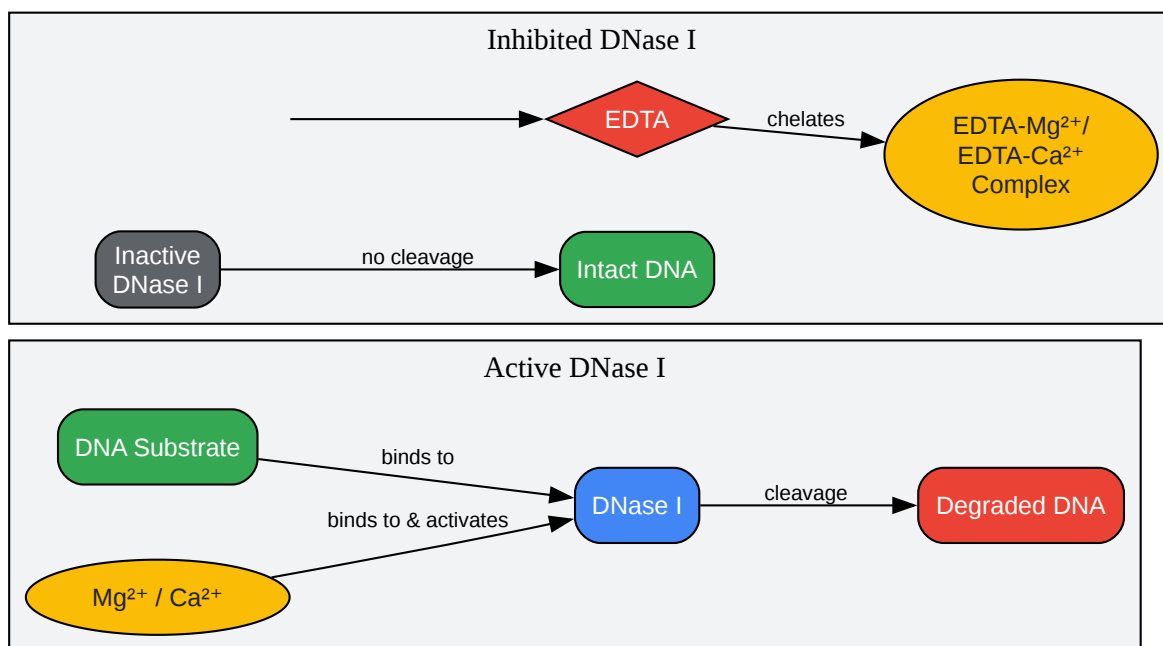 Inhibited DNase I
EDTA
chelates
EDTA-Mg²⁺/
EDTA-Ca²⁺
Complex
Inactive
DNase I
no cleavage
Intact DNA
Active DNase I
DNA Substrate
binds to
binds to & activates
DNase I
cleavage
Degraded DNA
Mg²⁺ / Ca²⁺